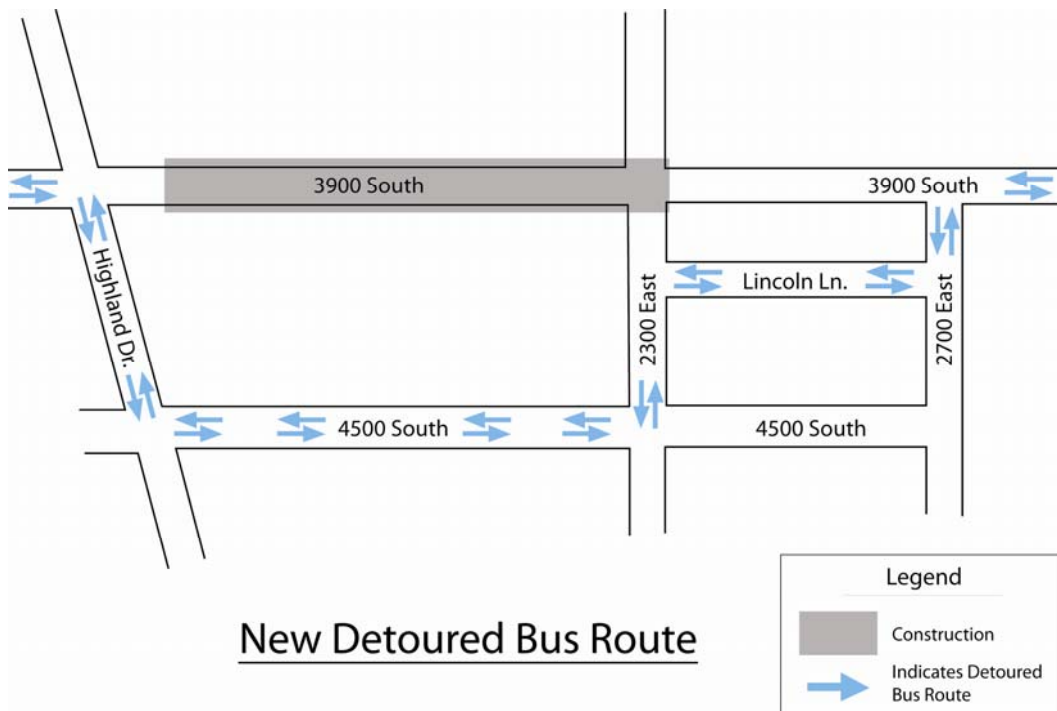 3900 South
3900 South
Highland Dr.
2300 East
Lincoln Ln.
2700 East
4500 South
4500 South
New Detoured Bus Route
Legend
Construction
Indicates Detoured
Bus Route